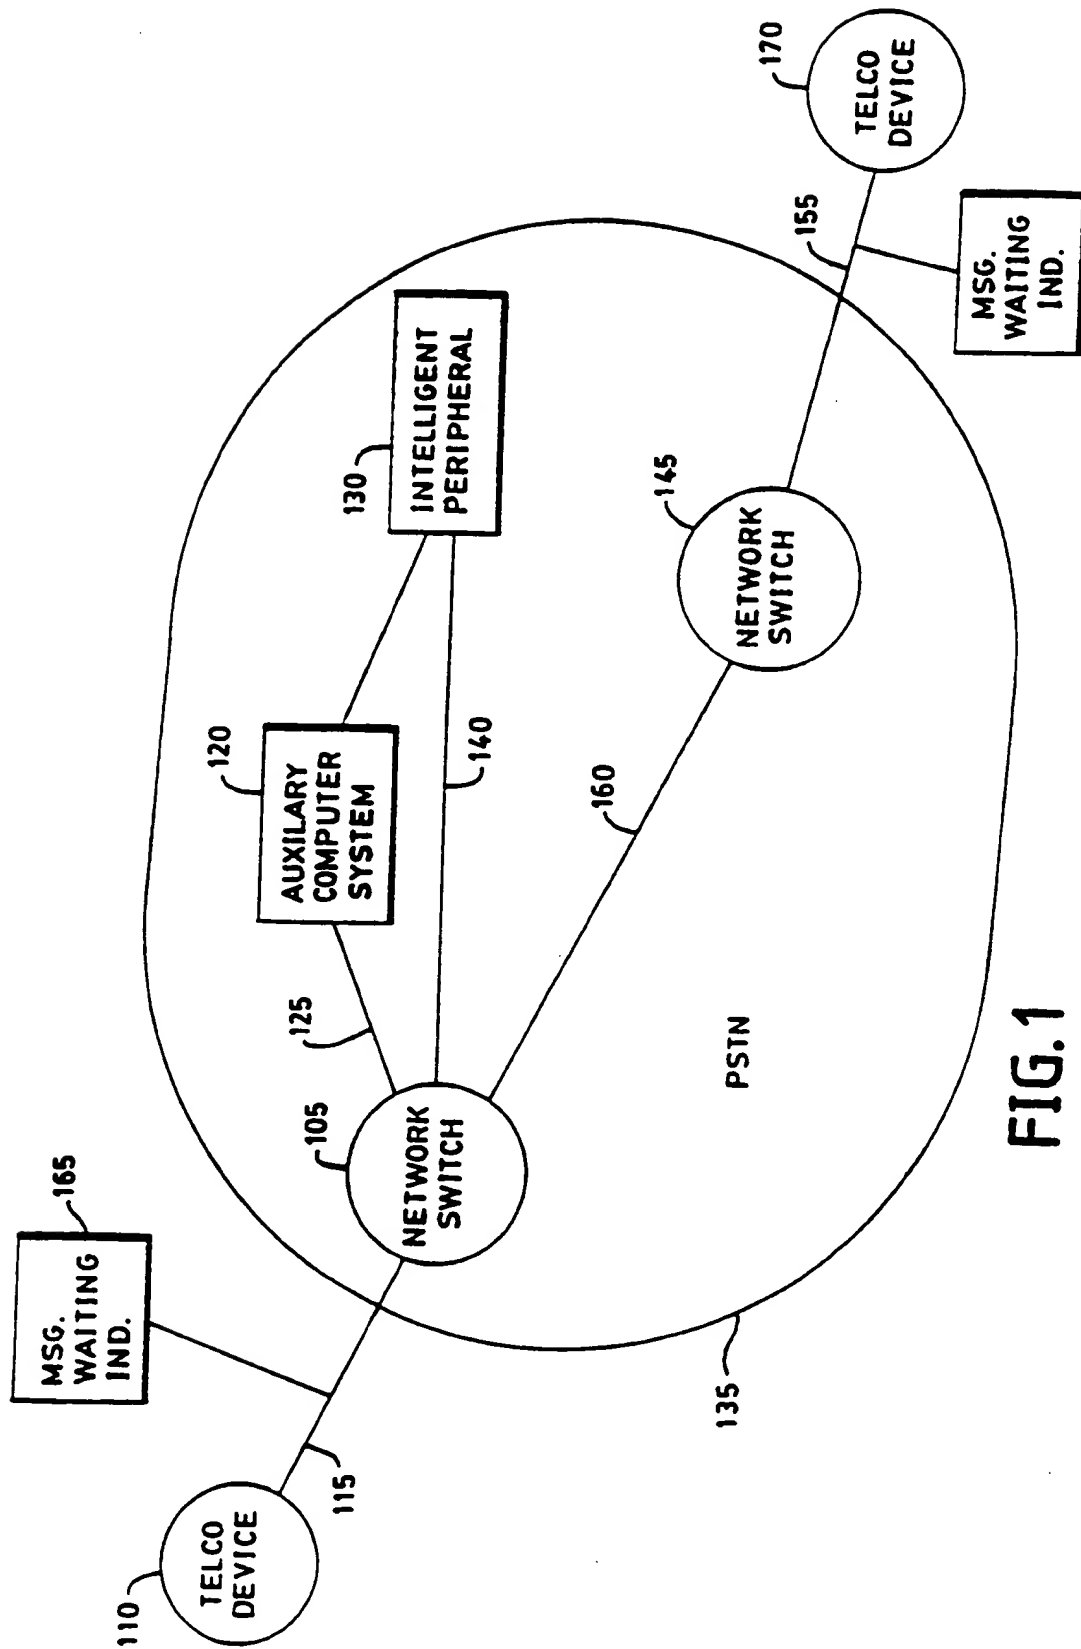 110
TELCO
DEVICE
115
MSG.
WAITING
IND.
165
NETWORK
SWITCH
105
125
AUXILARY
COMPUTER
SYSTEM
120
140
INTELLIGENT
PERIPHERAL
130
160
NETWORK
SWITCH
145
155
MSG.
WAITING
IND.
TELCO
DEVICE
170
PSTN
135
FIG.1